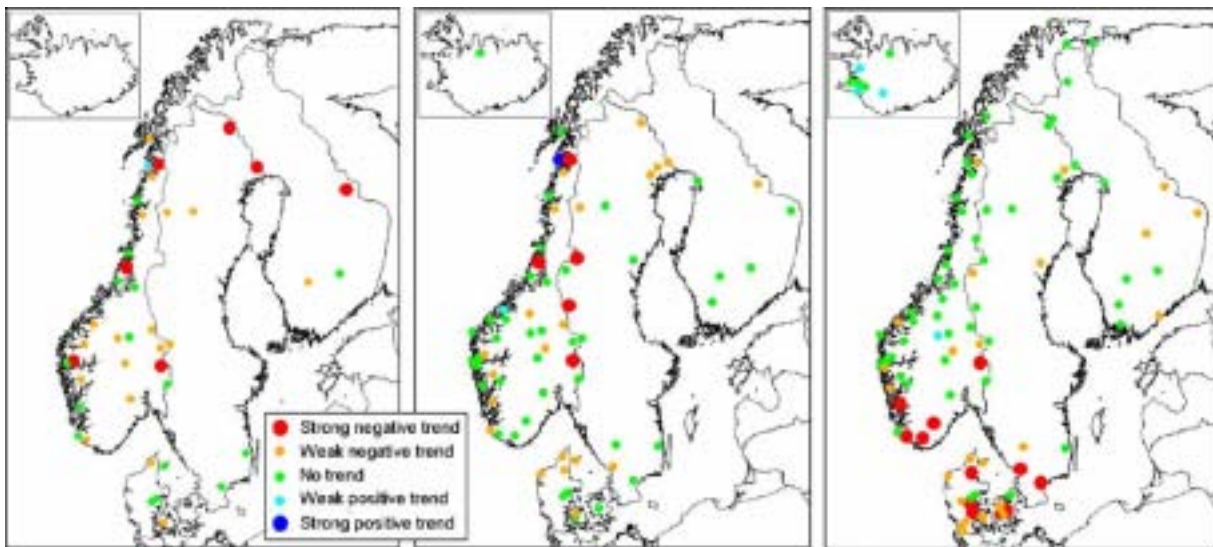 Strong negative trend
Weak negative trend
No trend
Weak positive trend
Strong positive trend